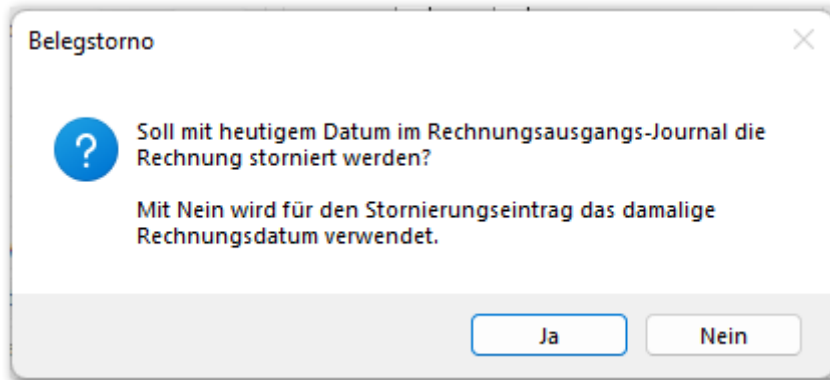 Belegstorno
Soll mit heutigem Datum im Rechnungsausgangs-Journal die
Rechnung storniert werden?
Mit Nein wird für den Stornierungseintrag das damalige
Rechnungsdatum verwendet.
Ja
Nein